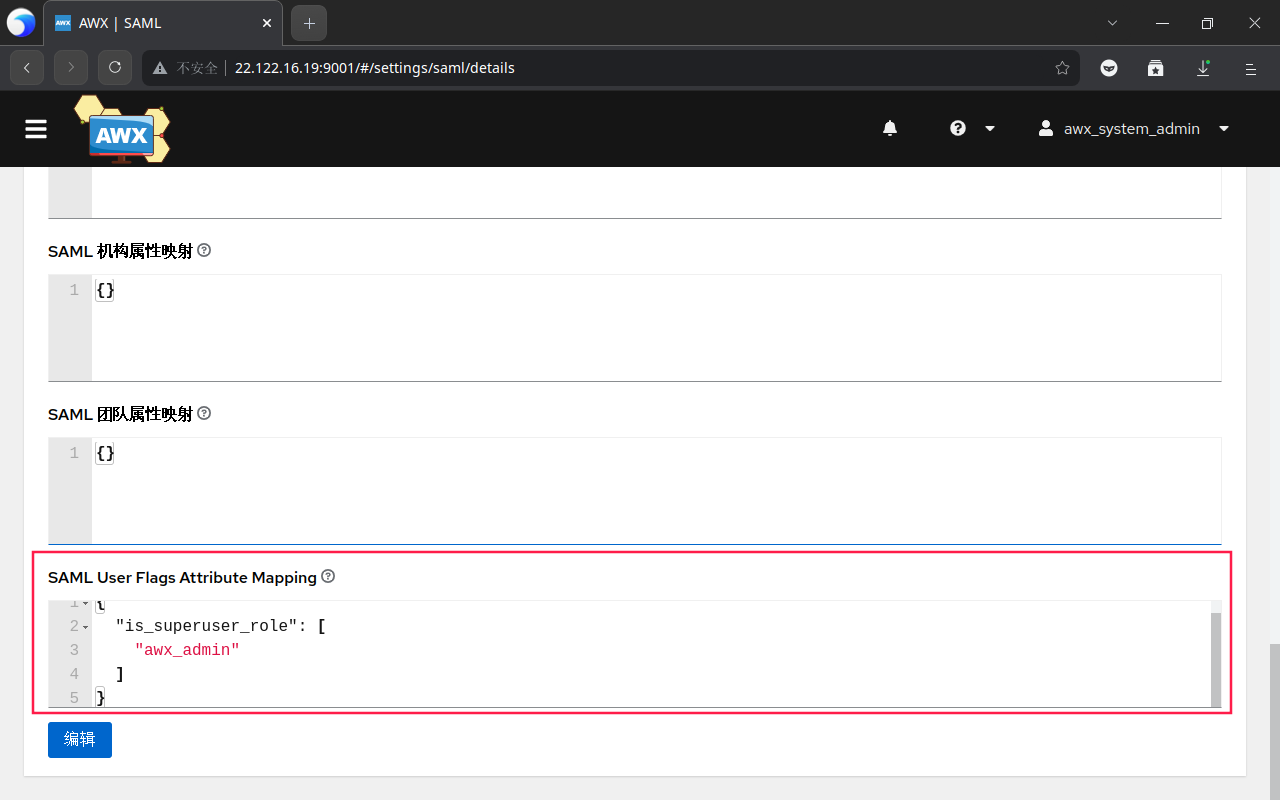 AWX AWX | SAML
不安全 22.122.16.19:9001/#/settings/saml/details
AWX awx_system_admin
SAML 机构属性映射
1 {}
SAML 团队属性映射
1 {}
SAML User Flags Attribute Mapping
1 {
2 "is_superuser_role": [
3 "awx_admin"
4 ]
5 }
编辑